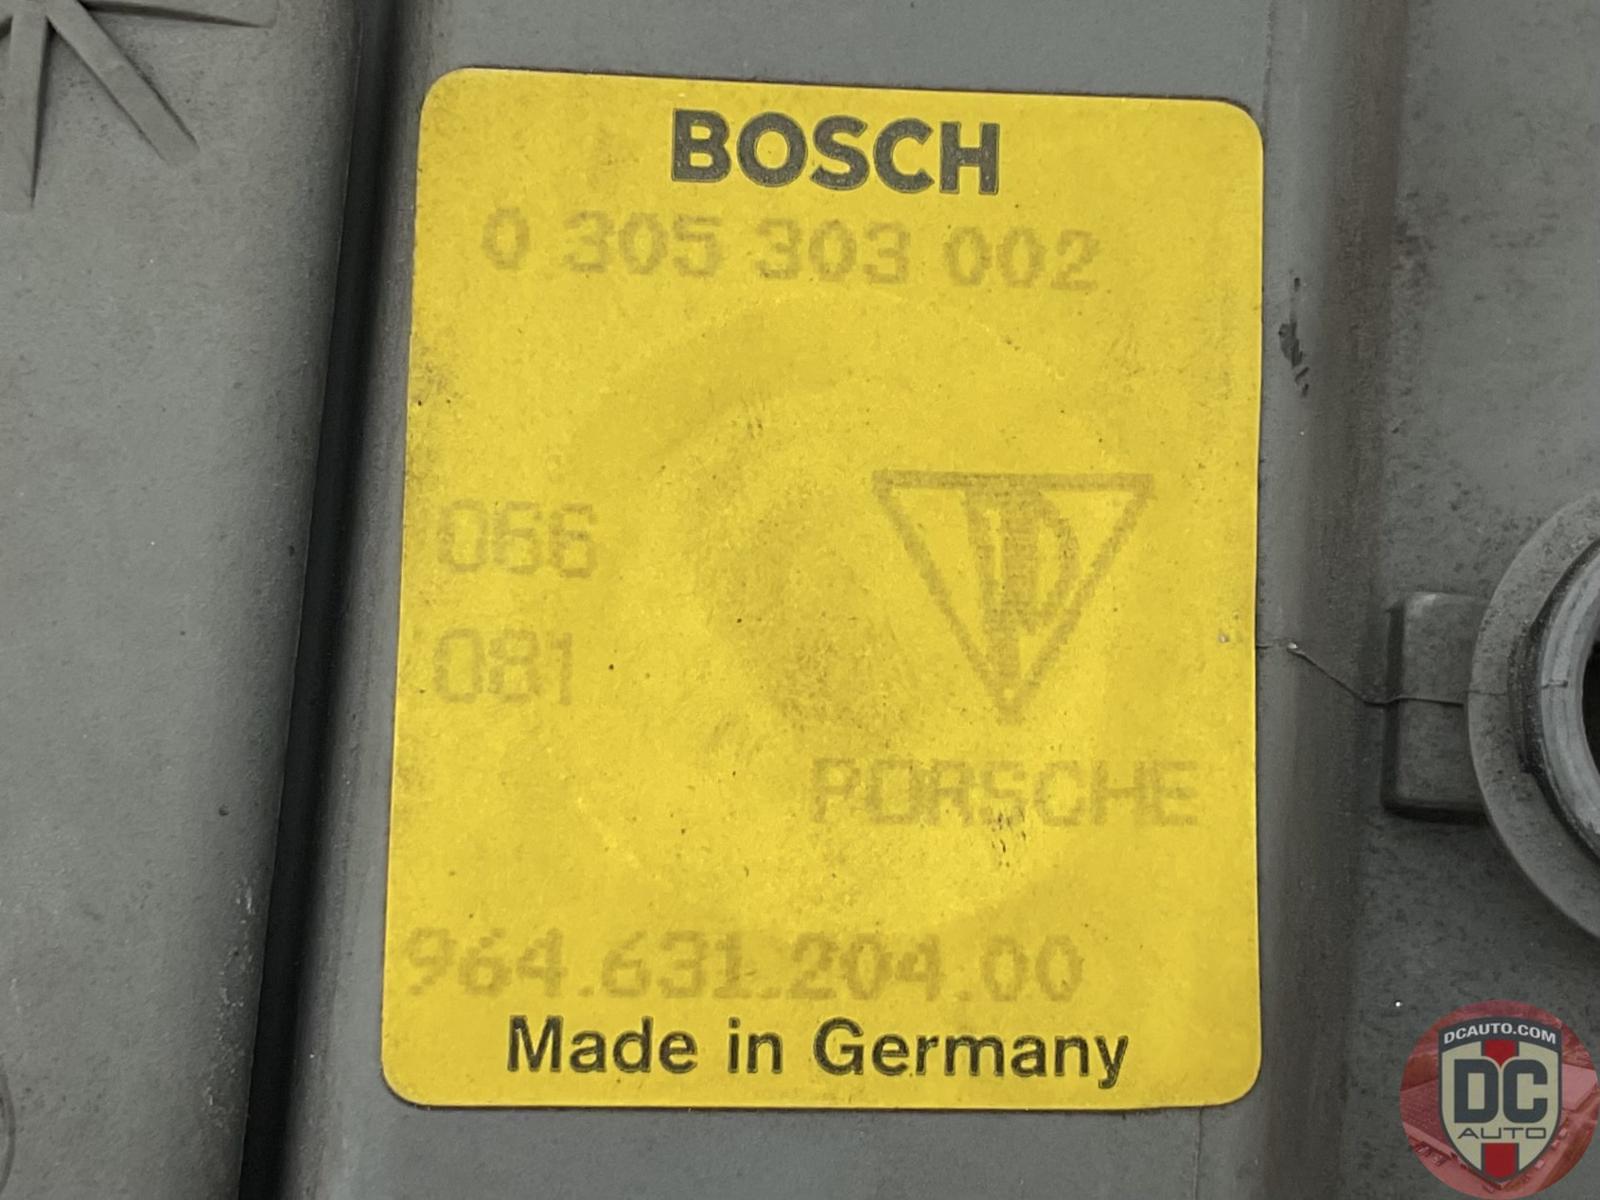 BOSCH
0 305 303 002
066
081
PORSCHE
964.631.204.00
Made in Germany
DCAUTO.COM
DC
AUTO